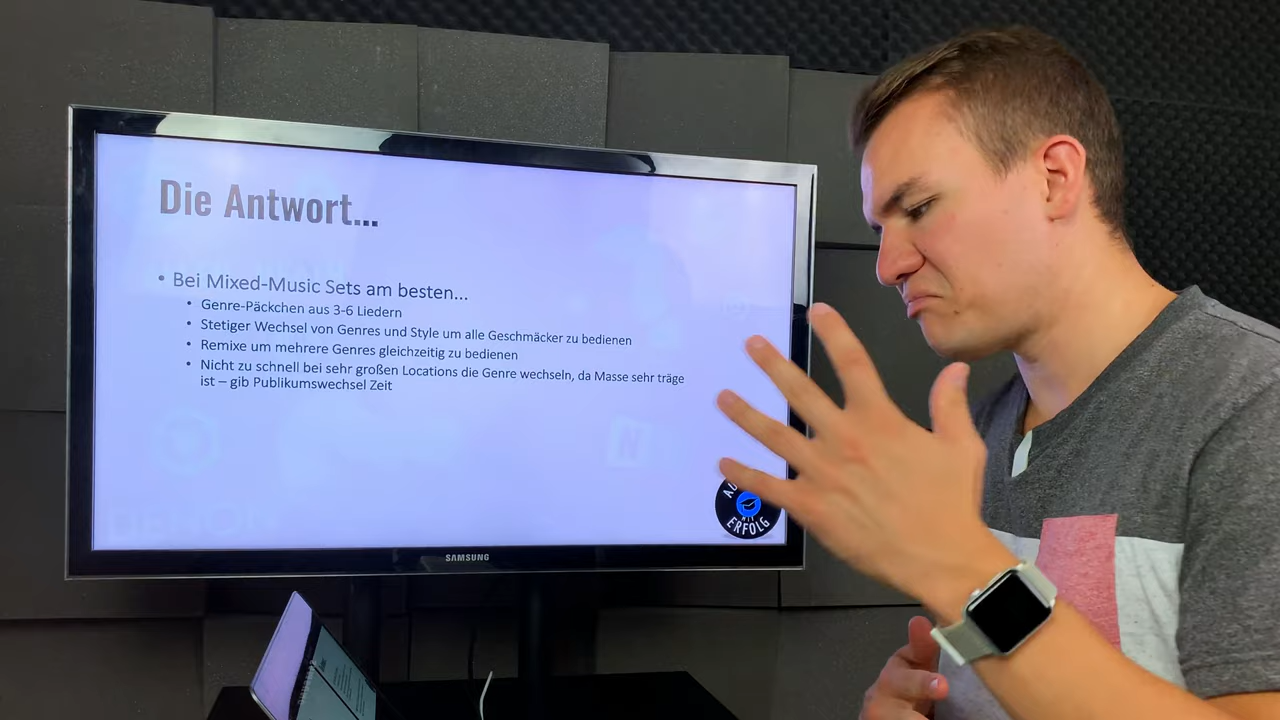 Die Antwort...
• Bei Mixed-Music Sets am besten...
• Genre-Päckchen aus 3-6 Liedern
• Stetiger Wechsel von Genres und Style um alle Geschmäcker zu bedienen
• Remixe um mehrere Genres gleichzeitig zu bedienen
• Nicht zu schnell bei sehr großen Locations die Genre wechseln, da Masse sehr träge
ist – gib Publikumswechsel Zeit
DENON
MIT
ERFOLG
SAMSUNG